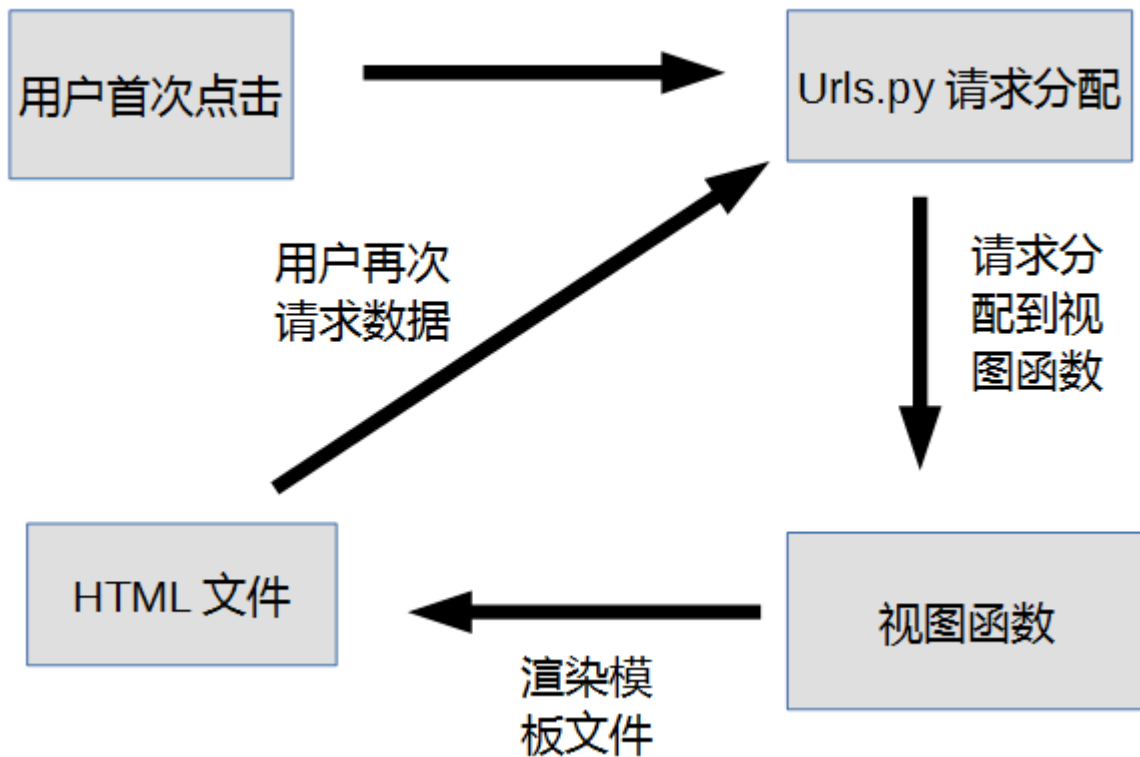 用户首次点击
Urls.py 请求分配
用户再次
请求数据
请求分
配到视
图函数
HTML 文件
视图函数
渲染模
板文件